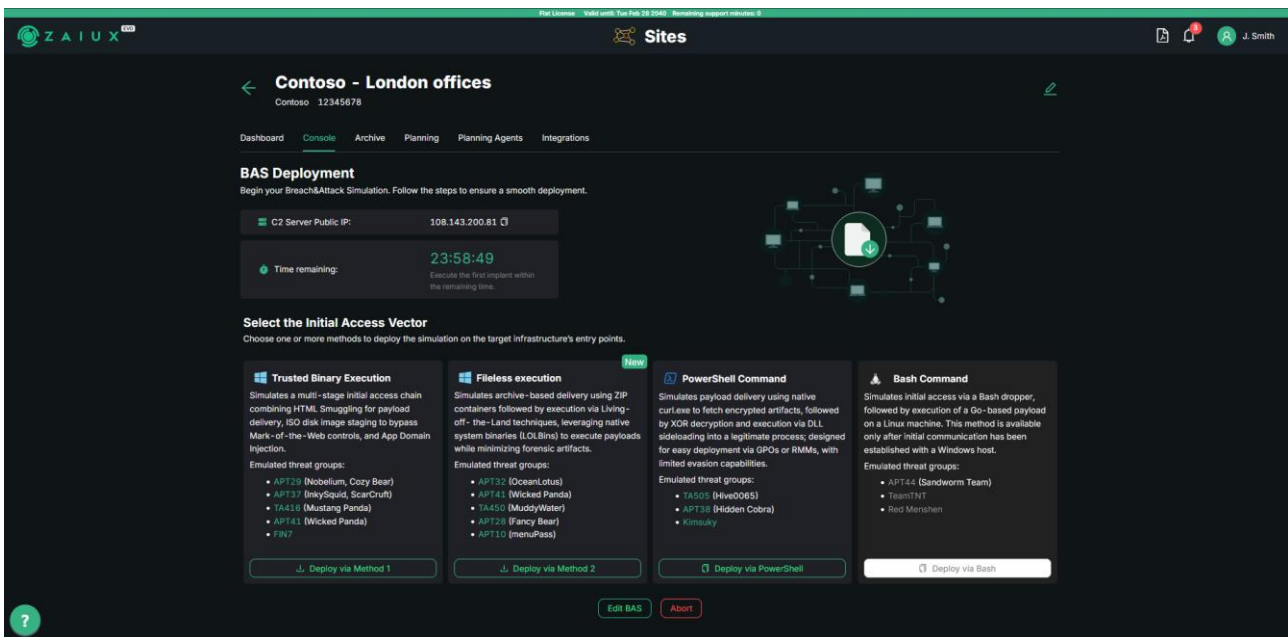 Flat License Valid until: Tue Feb 28 2040 Remaining support minutes: 0
ZAIUX EVO
Sites
J. Smith
Contoso - London offices
Contoso 12345678
Dashboard Console Archive Planning Planning Agents Integrations
BAS Deployment
Begin your Breach&Attack Simulation. Follow the steps to ensure a smooth deployment.
C2 Server Public IP: 108.143.200.81
Time remaining: 23:58:49
Execute the first implant within
the remaining time.
Select the Initial Access Vector
Choose one or more methods to deploy the simulation on the target infrastructure's entry points.
Trusted Binary Execution
Simulates a multi-stage initial access chain
combining HTML Smuggling for payload
delivery, ISO disk image staging to bypass
Mark-of-the-Web controls, and App Domain
Injection.
Emulated threat groups:
• APT29 (Nobelium, Cozy Bear)
• APT37 (InkySquid, ScarCruft)
• TA416 (Mustang Panda)
• APT41 (Wicked Panda)
• FIN7
Deploy via Method 1
New
Fileless execution
Simulates archive-based delivery using ZIP
containers followed by execution via Living-
off- the-Land techniques, leveraging native
system binaries (LOLBins) to execute payloads
while minimizing forensic artifacts.
Emulated threat groups:
• APT32 (OceanLotus)
• APT41 (Wicked Panda)
• TA450 (MuddyWater)
• APT28 (Fancy Bear)
• APT10 (menuPass)
Deploy via Method 2
PowerShell Command
Simulates payload delivery using native
curl.exe to fetch encrypted artifacts, followed
by XOR decryption and execution via DLL
sideloading into a legitimate process; designed
for easy deployment via GPOs or RMMs, with
limited evasion capabilities.
Emulated threat groups:
• TA505 (Hive0065)
• APT38 (Hidden Cobra)
• Kimsuky
Deploy via PowerShell
Bash Command
Simulates initial access via a Bash dropper,
followed by execution of a Go-based payload
on a Linux machine. This method is available
only after initial communication has been
established with a Windows host.
Emulated threat groups:
• APT44 (Sandworm Team)
• TeamTNT
• Red Menshen
Deploy via Bash
Edit BAS Abort
?